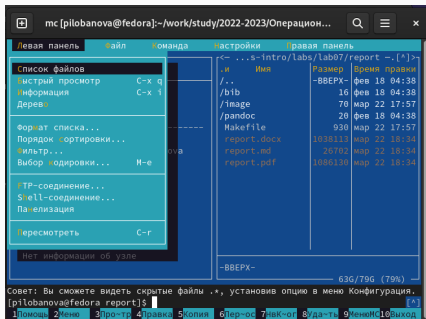 mc [pilobanova@fedora]:~/work/study/2022-2023/Операцион...
Левая панель Файл Команда Настройки Правая панель
<— ...s-intro/labs/lab07/report —.[^]>
Список файлов
Быстрый просмотр C-x q
Информация C-x i
Дерево
Формат списка...
Порядок сортировки...
Фильтр...
Выбор кодировки... M-e
FTP-соединение...
Shell-соединение...
Панелизация
Пересмотреть C-r
Нет информации об узле
.и Имя Размер Время правки
/.. -ВВЕРХ- фев 18 04:38
/bib 16 фев 18 04:38
/image 70 мар 22 17:57
/pandoc 20 фев 18 04:38
Makefile 930 мар 22 17:57
report.docx 1038113 мар 22 18:34
report.md 26702 мар 22 18:34
report.pdf 1086130 мар 22 18:34
-ВВЕРХ-
63G/79G (79%)
Совет: Вы сможете видеть скрытые файлы .*, установив опцию в меню Конфигурация.
[pilobanova@fedora report]$ [^]
1Помощь 2Меню 3Про~тр 4Правка 5Копия 6Пер~ос 7НвК~ог 8Уда~ть 9МенюMC 10Выход